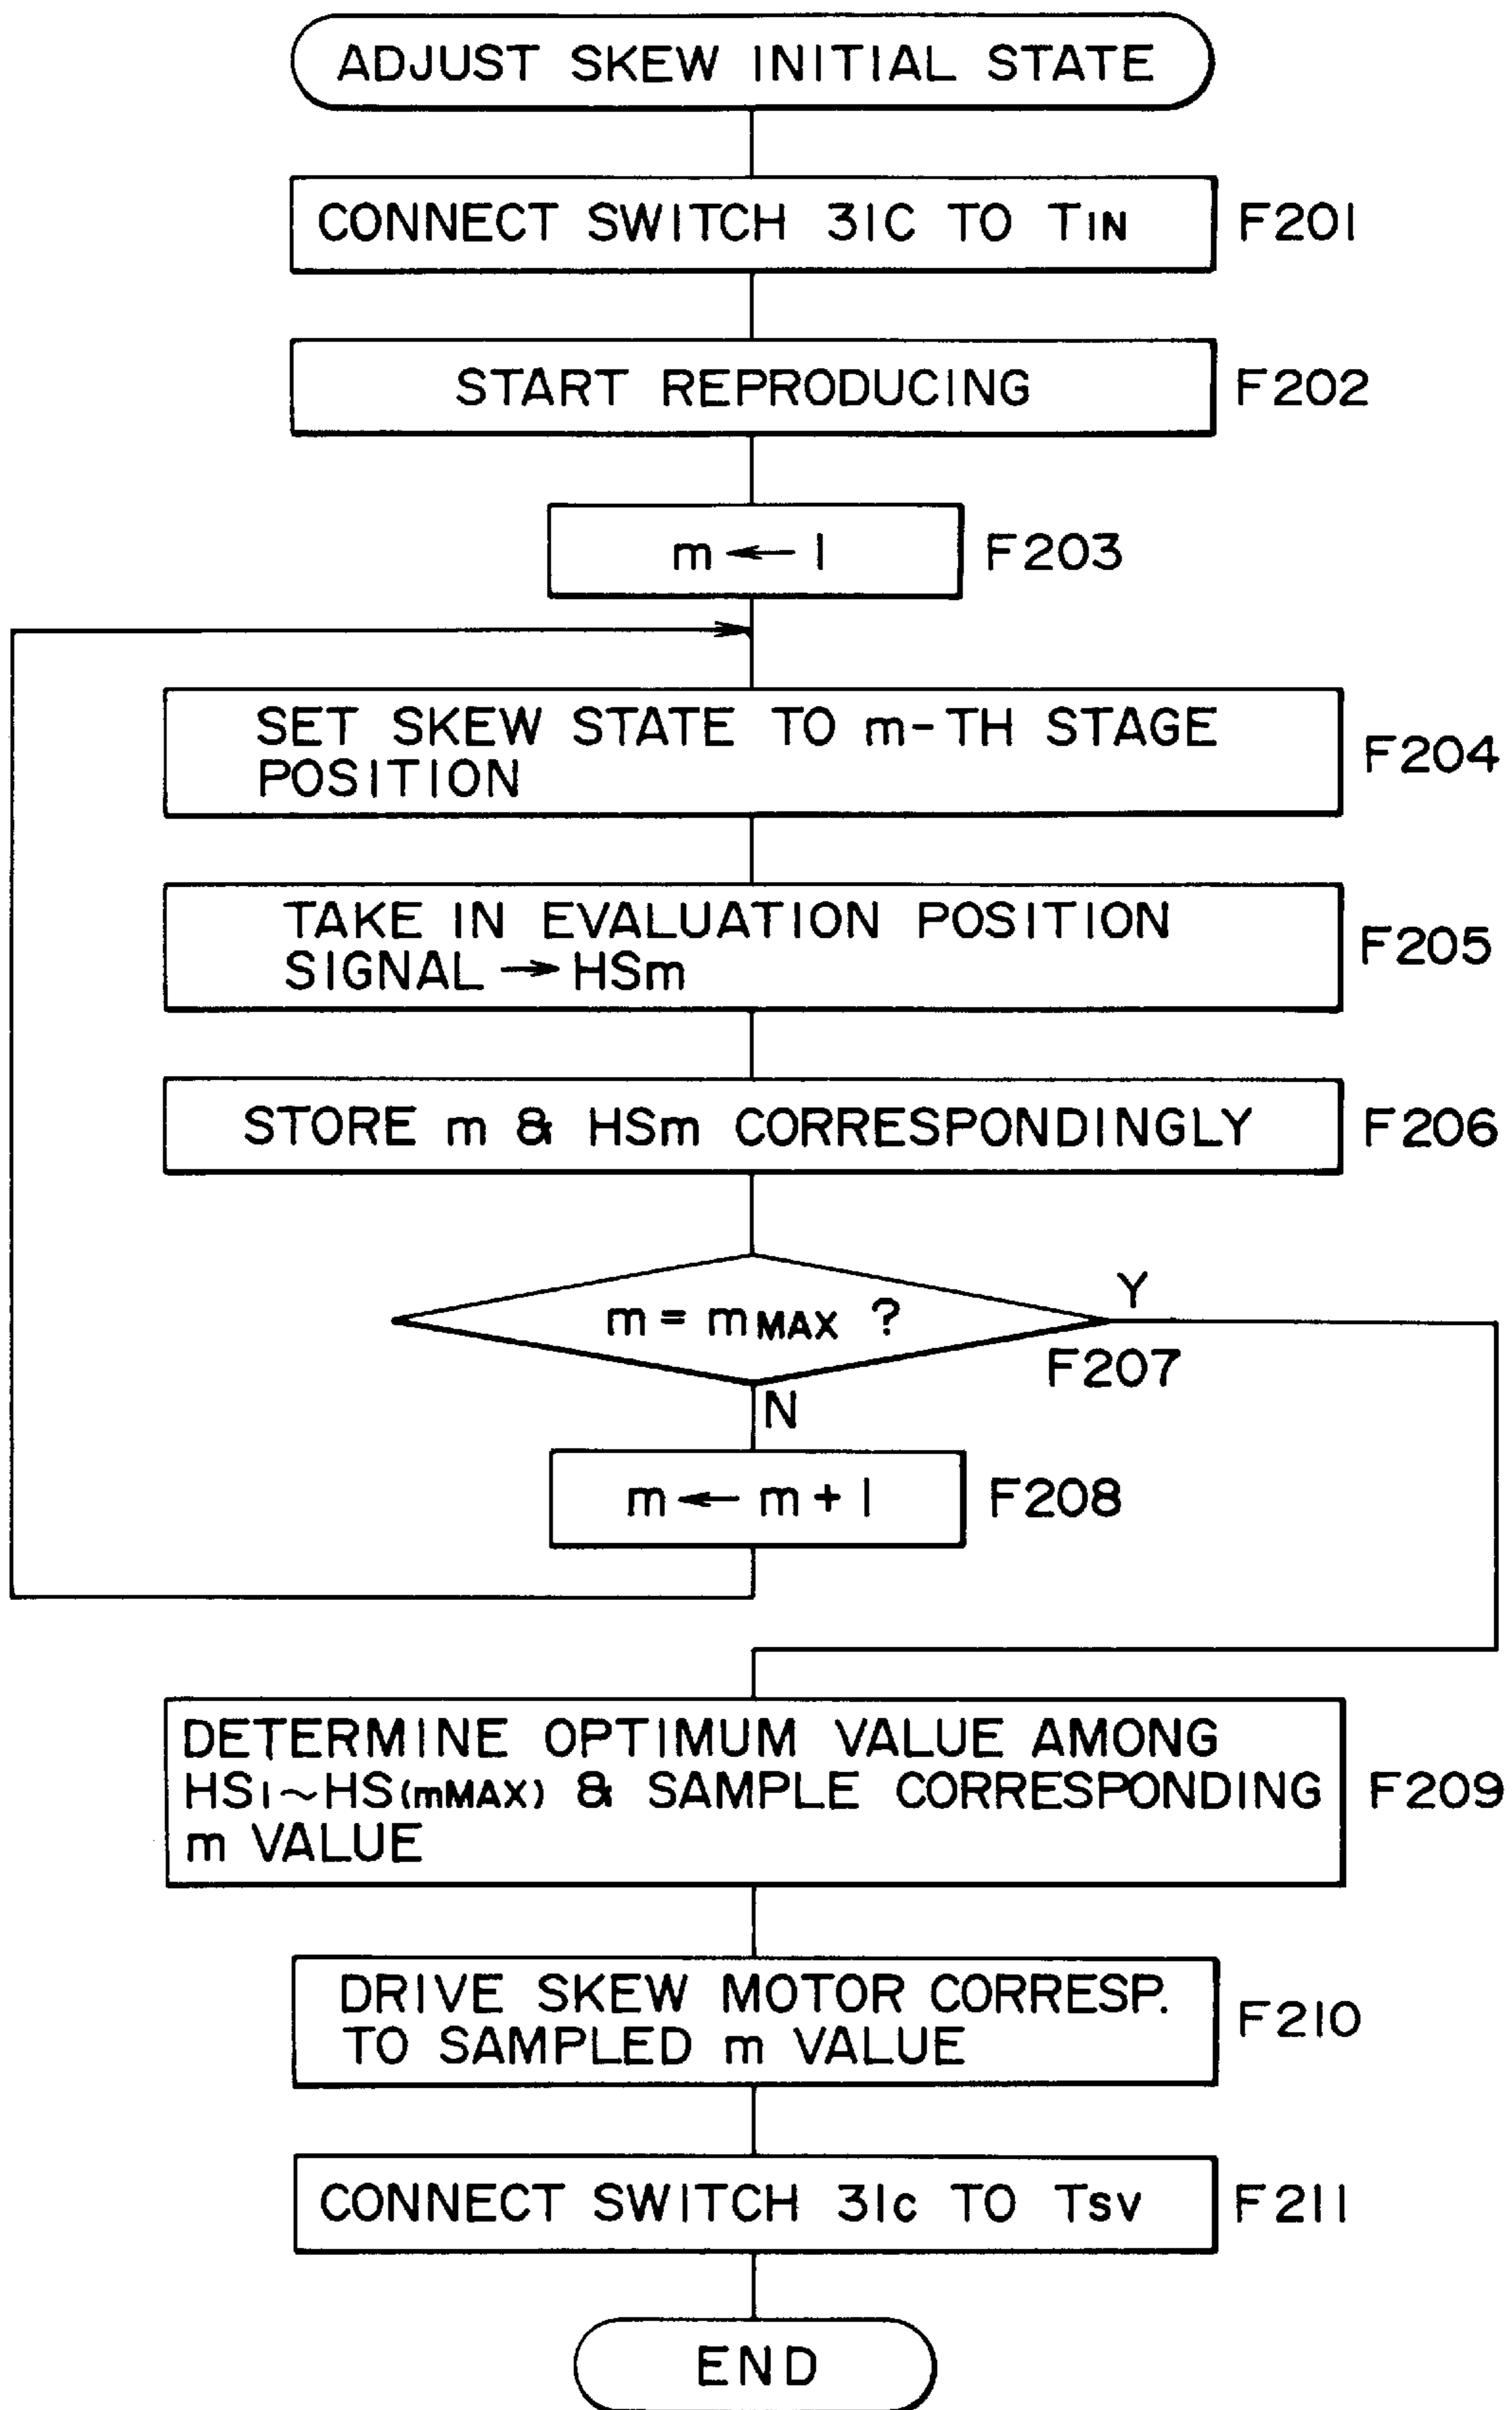 ADJUST SKEW INITIAL STATE
CONNECT SWITCH 31C TO TIN
F201
START REPRODUCING
F202
m ← 1
F203
SET SKEW STATE TO m-TH STAGE
POSITION
F204
TAKE IN EVALUATION POSITION
SIGNAL → HSm
F205
STORE m & HSm CORRESPONDINGLY
F206
m = mMAX ?
Y
F207
N
m ← m + 1
F208
DETERMINE OPTIMUM VALUE AMONG
HS1~HS(mMAX) & SAMPLE CORRESPONDING
m VALUE
F209
DRIVE SKEW MOTOR CORRESP.
TO SAMPLED m VALUE
F210
CONNECT SWITCH 31c TO Tsv
F211
END